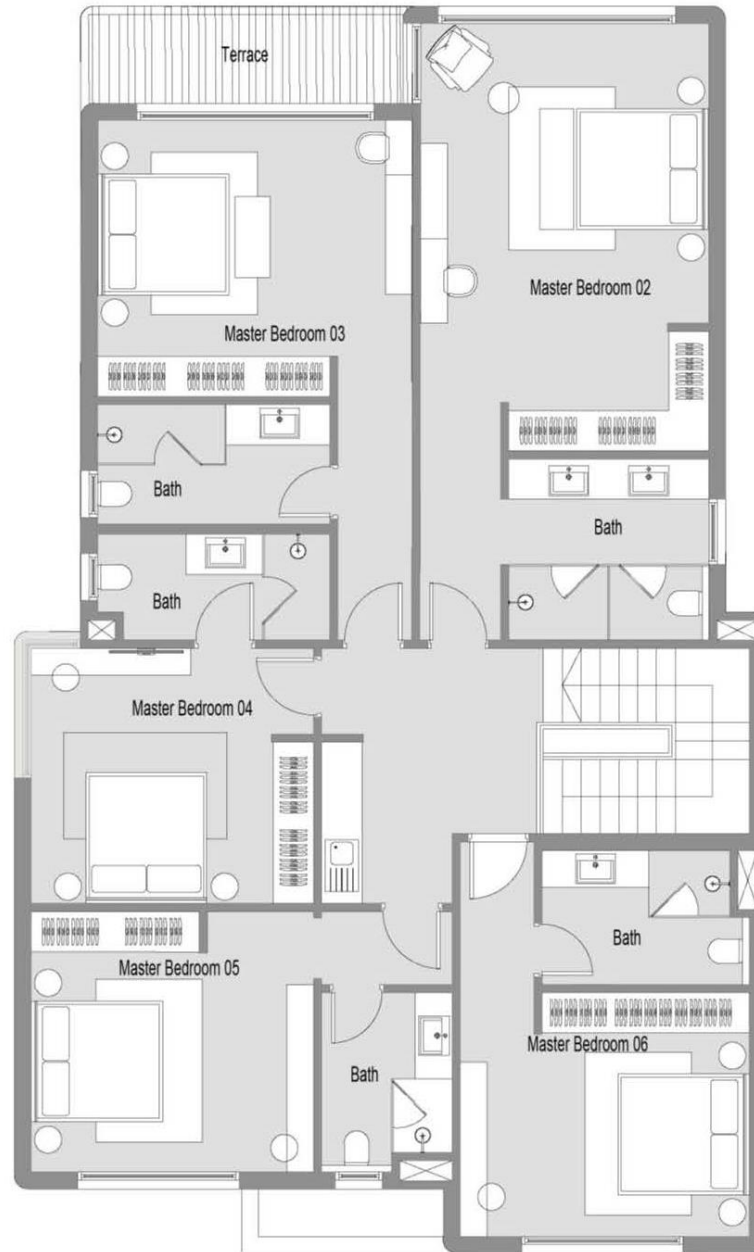 Terrace
Master Bedroom 02
Master Bedroom 03
Bath
Bath
Bath
Master Bedroom 04
Bath
Master Bedroom 05
Master Bedroom 06
Bath